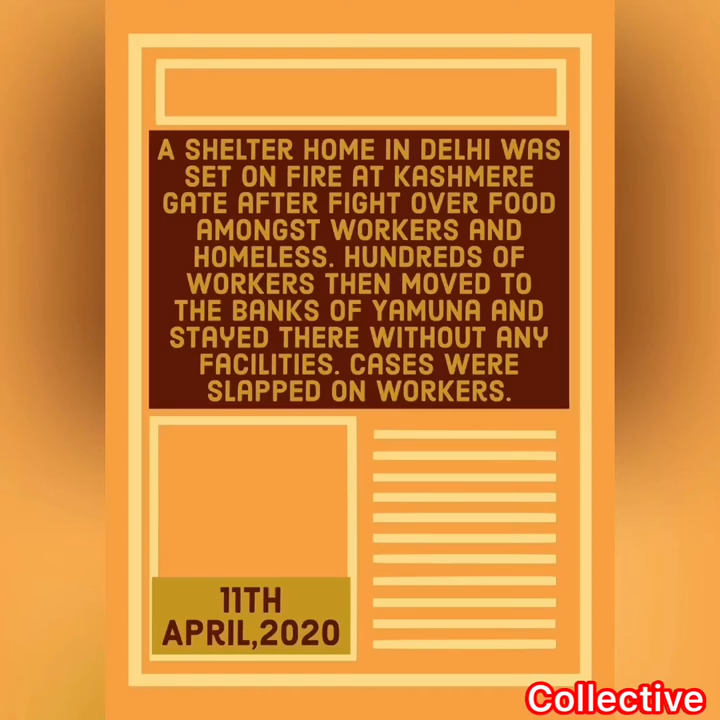 A SHELTER HOME IN DELHI WAS
SET ON FIRE AT KASHMERE
GATE AFTER FIGHT OVER FOOD
AMONGST WORKERS AND
HOMELESS. HUNDREDS OF
WORKERS THEN MOVED TO
THE BANKS OF YAMUNA AND
STAYED THERE WITHOUT ANY
FACILITIES. CASES WERE
SLAPPED ON WORKERS.
11TH
APRIL,2020
Collective